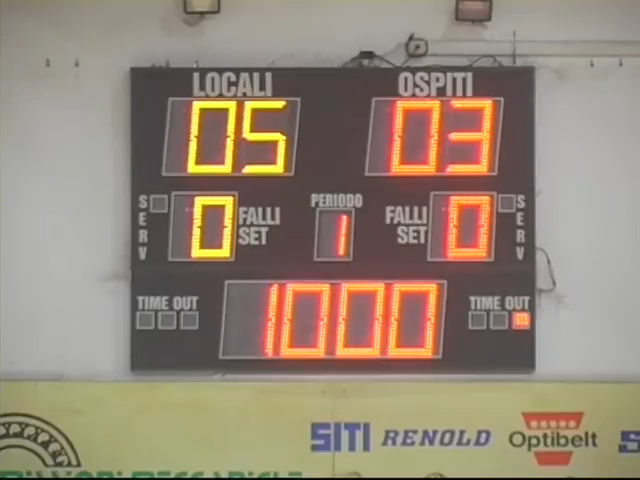 LOCALI OSPITI
05 03
SERV 0 FALLI SET PERIODO 1 FALLI SET 0 SERV
TIME OUT 1000 TIME OUT
SITI RENOLD Optibelt S